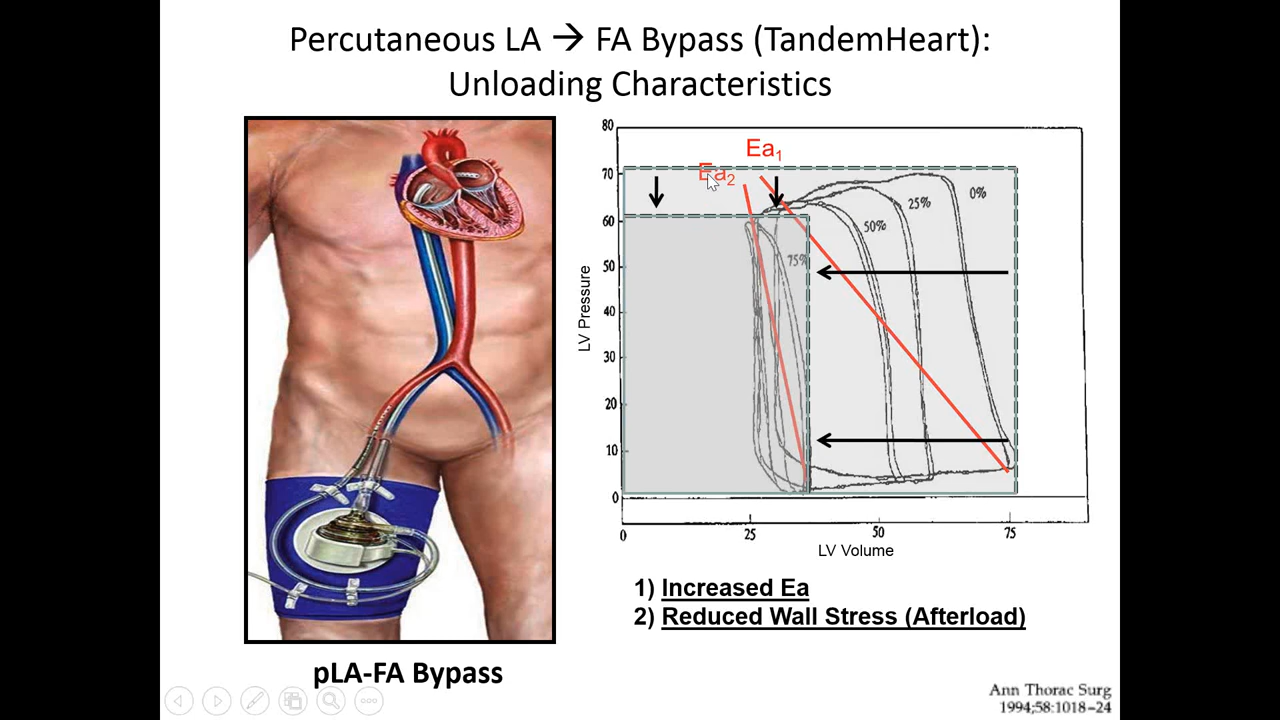 Percutaneous LA → FA Bypass (TandemHeart):
Unloading Characteristics
80
70
60
50
40
30
20
10
0
LV Pressure
Ea1
Ea2
0%
25%
50%
75%
0
25
50
75
LV Volume
1) Increased Ea
2) Reduced Wall Stress (Afterload)
pLA-FA Bypass
Ann Thorac Surg
1994;58:1018–24